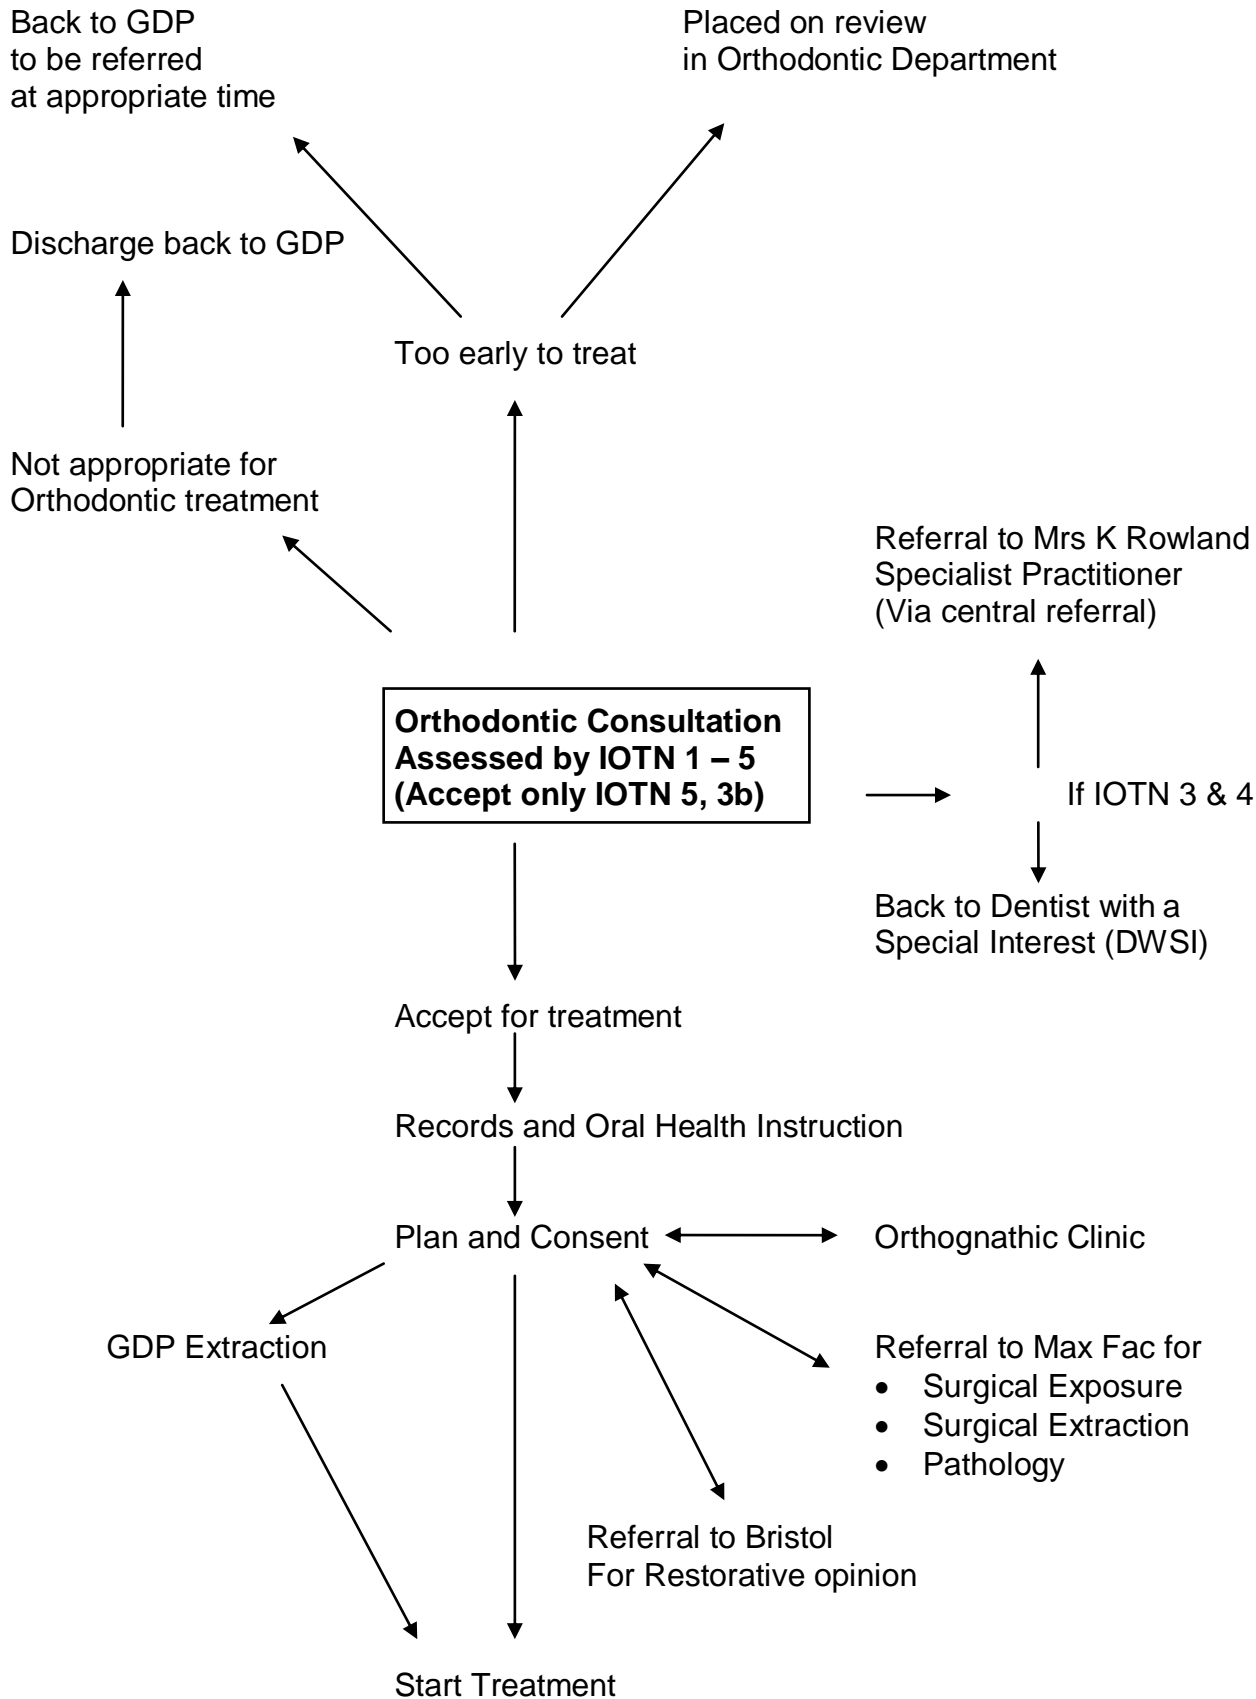 Back to GDP
to be referred
at appropriate time
Placed on review
in Orthodontic Department
Discharge back to GDP
Too early to treat
Not appropriate for
Orthodontic treatment
Referral to Mrs K Rowland
Specialist Practitioner
(Via central referral)
Orthodontic Consultation
Assessed by IOTN 1 – 5
(Accept only IOTN 5, 3b)
If IOTN 3 & 4
Back to Dentist with a
Special Interest (DWSI)
Accept for treatment
Records and Oral Health Instruction
Plan and Consent
Orthognathic Clinic
GDP Extraction
Referral to Max Fac for
• Surgical Exposure
• Surgical Extraction
• Pathology
Referral to Bristol
For Restorative opinion
Start Treatment